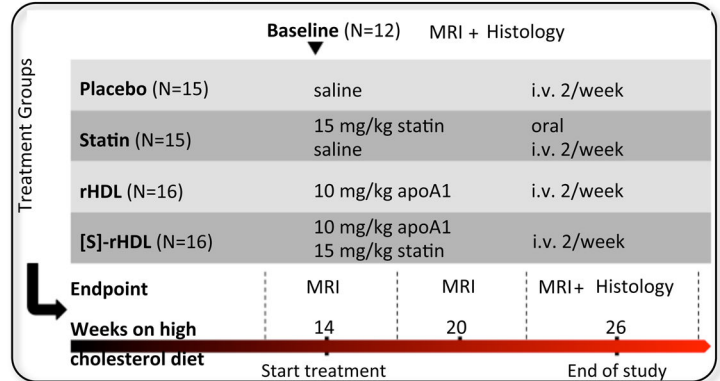 Baseline (N=12) MRI + Histology
Treatment Groups
Placebo (N=15) saline i.v. 2/week
Statin (N=15) 15 mg/kg statin oral
saline i.v. 2/week
rHDL (N=16) 10 mg/kg apoA1 i.v. 2/week
[S]-rHDL (N=16) 10 mg/kg apoA1 i.v. 2/week
15 mg/kg statin
Endpoint MRI MRI MRI+ Histology
Weeks on high 14 20 26
cholesterol diet
Start treatment End of study